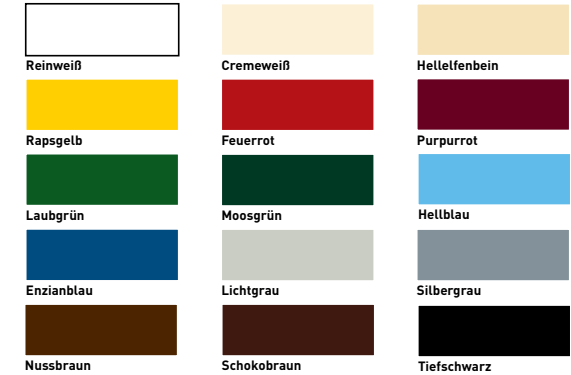 Reinweiß
Cremeweiß
Hellelfenbein
Rapsgelb
Feuerrot
Purpurrot
Laubgrün
Moosgrün
Hellblau
Enzianblau
Lichtgrau
Silbergrau
Nussbraun
Schokobraun
Tiefschwarz